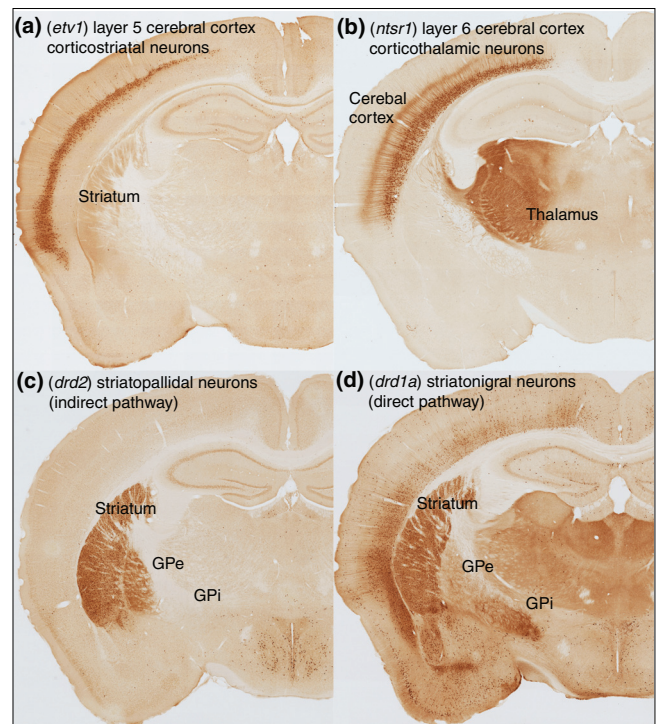 (a) (etv1) layer 5 cerebral cortex
corticostriatal neurons
Striatum
(b) (ntsr1) layer 6 cerebral cortex
corticothalamic neurons
Cerebal
cortex
Thalamus
(c) (drd2) striatopallidal neurons
(indirect pathway)
Striatum
GPe
GPi
(d) (drd1a) striatonigral neurons
(direct pathway)
Striatum
GPe
GPi